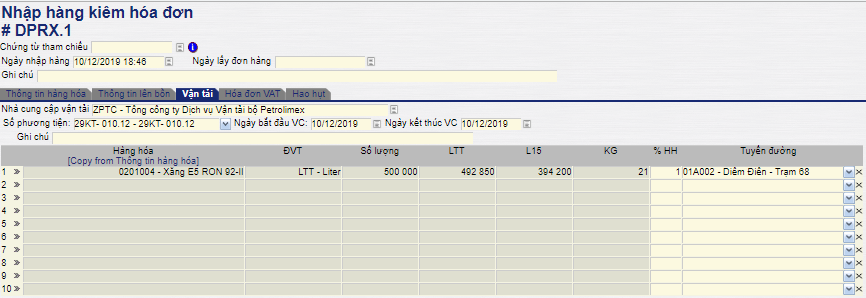 Nhập hàng kiêm hóa đơn
# DPRX.1
Chứng từ tham chiếu
Ngày nhập hàng 10/12/2019 18:46 Ngày lấy đơn hàng
Ghi chú
Thông tin hàng hóa Thông tin lên bồn Vận tải Hóa đơn VAT Hao hụt
Nhà cung cấp vận tải ZPTC - Tổng công ty Dịch vụ Vận tải bộ Petrolimex
Số phương tiện: 29KT- 010.12 - 29KT- 010.12 Ngày bắt đầu VC: 10/12/2019 Ngày kết thúc VC 10/12/2019
Ghi chú
Hàng hóa ĐVT Số lượng LTT L15 KG % HH Tuyến đường
[Copy from Thông tin hàng hóa]
1 » 0201004 - Xăng E5 RON 92-II LTT - Liter 500 000 492 850 394 200 21 1 01A002 - Diêm Điền - Trạm 68 ×
2 » ×
3 » ×
4 » ×
5 » ×
6 » ×
7 » ×
8 » ×
9 » ×
10 » ×